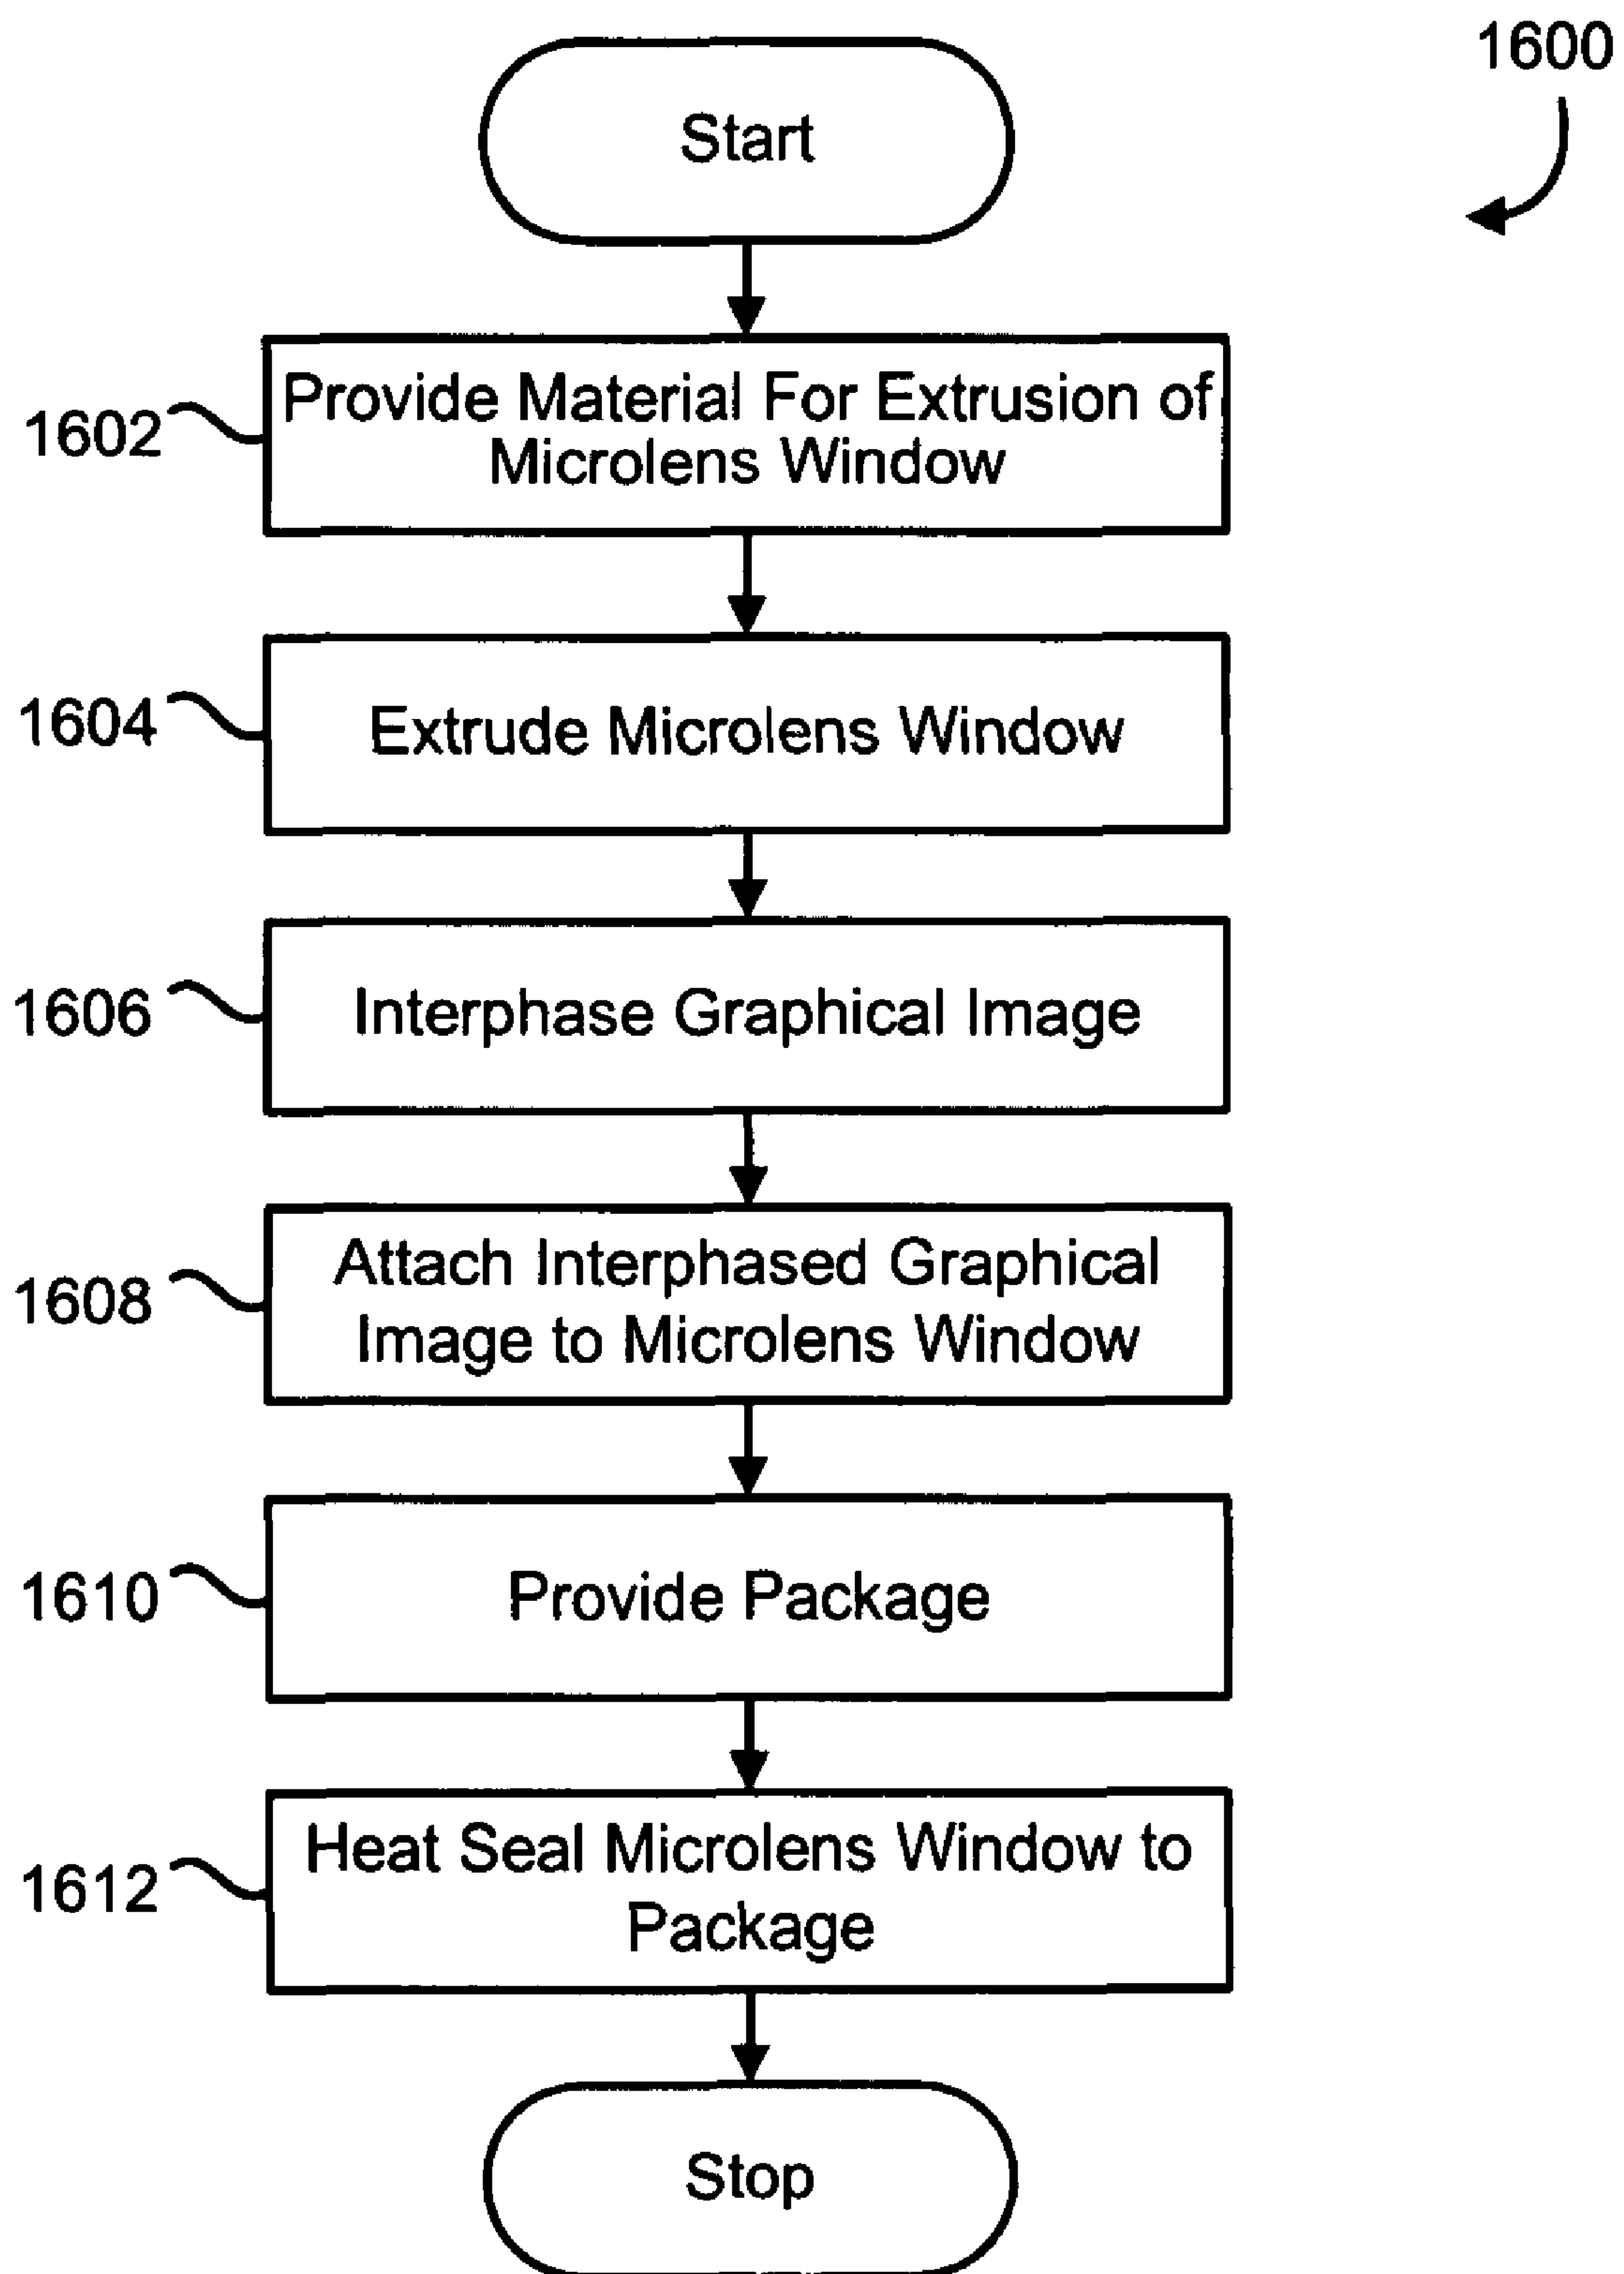 1600
Start
1602
Provide Material For Extrusion of
Microlens Window
1604
Extrude Microlens Window
1606
Interphase Graphical Image
1608
Attach Interphased Graphical
Image to Microlens Window
1610
Provide Package
1612
Heat Seal Microlens Window to
Package
Stop